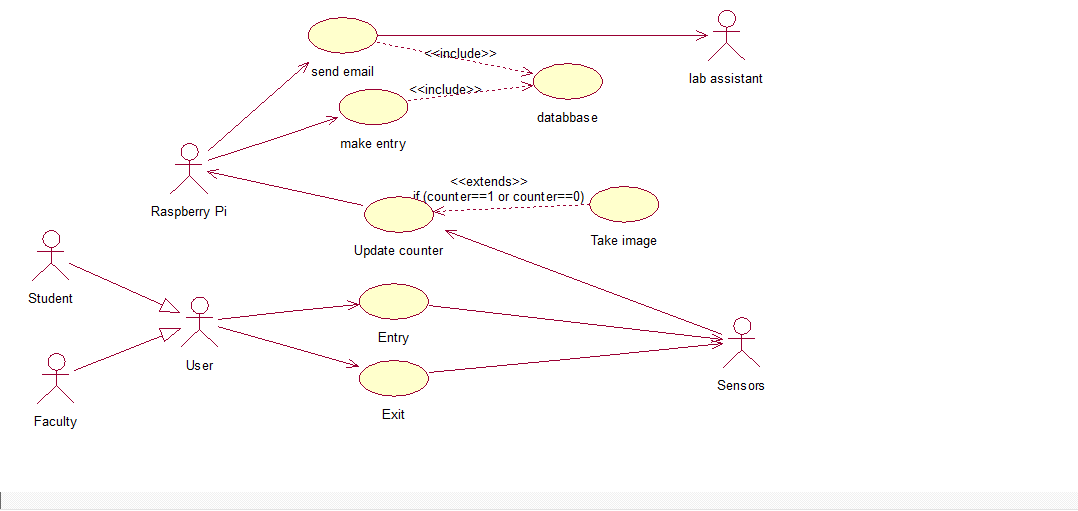 <<include>>
send email
lab assistant
<<include>>
databbase
make entry
<<extends>>
if (counter==1 or counter==0)
Raspberry Pi
Take image
Update counter
Student
Entry
User
Sensors
Exit
Faculty